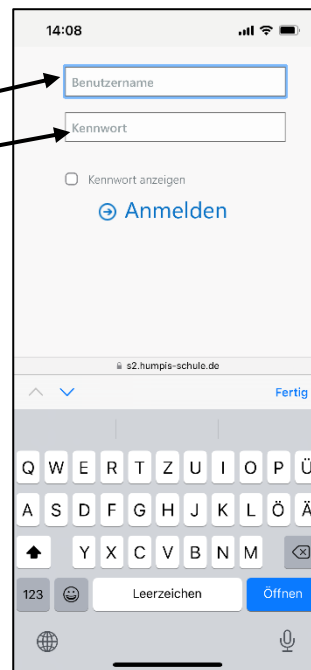 14:08
Benutzername
Kennwort
Kennwort anzeigen
Anmelden
s2.humpis-schule.de
Fertig
Q W E R T Z U I O P Ü
A S D F G H J K L Ö Ä
Y X C V B N M
123 Leerzeichen Öffnen